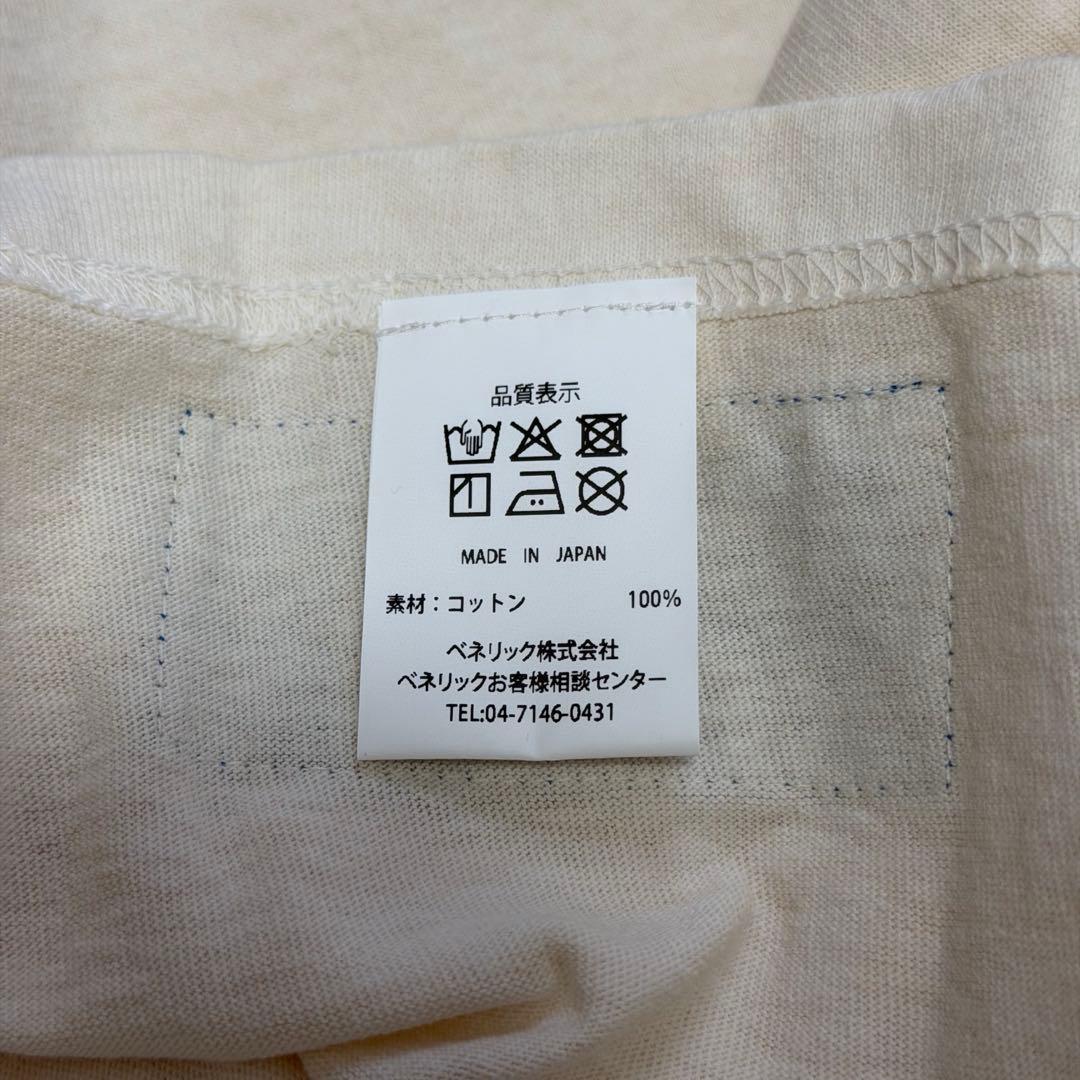 品質表示
MADE IN JAPAN
素材：コットン 100%
ベネリック株式会社
ベネリックお客様相談センター
TEL:04-7146-0431